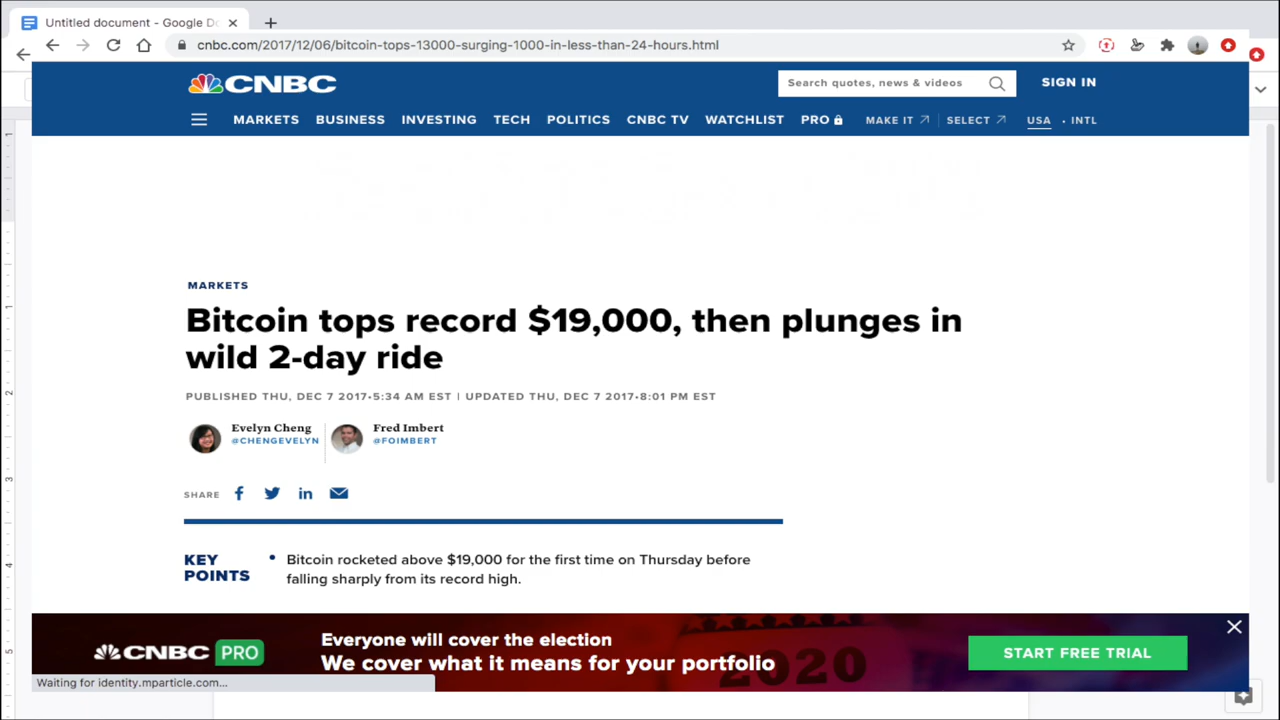 Untitled document - Google Do
cnbc.com/2017/12/06/bitcoin-tops-13000-surging-1000-in-less-than-24-hours.html
CNBC
Search quotes, news & videos
SIGN IN
MARKETS BUSINESS INVESTING TECH POLITICS CNBC TV WATCHLIST PRO MAKE IT SELECT USA • INTL
MARKETS
Bitcoin tops record $19,000, then plunges in
wild 2-day ride
PUBLISHED THU, DEC 7 2017•5:34 AM EST | UPDATED THU, DEC 7 2017•8:01 PM EST
Evelyn Cheng Fred Imbert
@CHENGEVELYN @FOIMBERT
SHARE
KEY
POINTS
• Bitcoin rocketed above $19,000 for the first time on Thursday before
falling sharply from its record high.
Everyone will cover the election
CNBC PRO
We cover what it means for your portfolio
2020
START FREE TRIAL
Waiting for identity.mparticle.com...
1
1
2
3
4
5